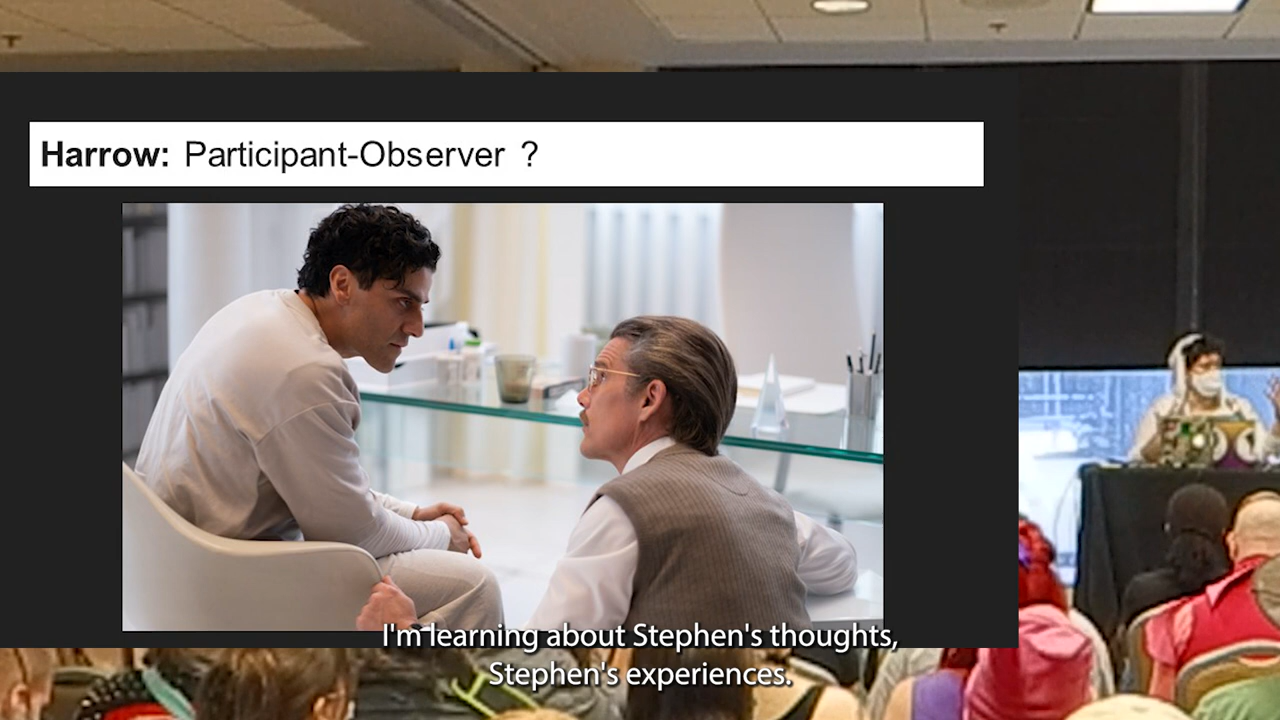 Harrow: Participant-Observer ?
I'm learning about Stephen's thoughts,
Stephen's experiences.